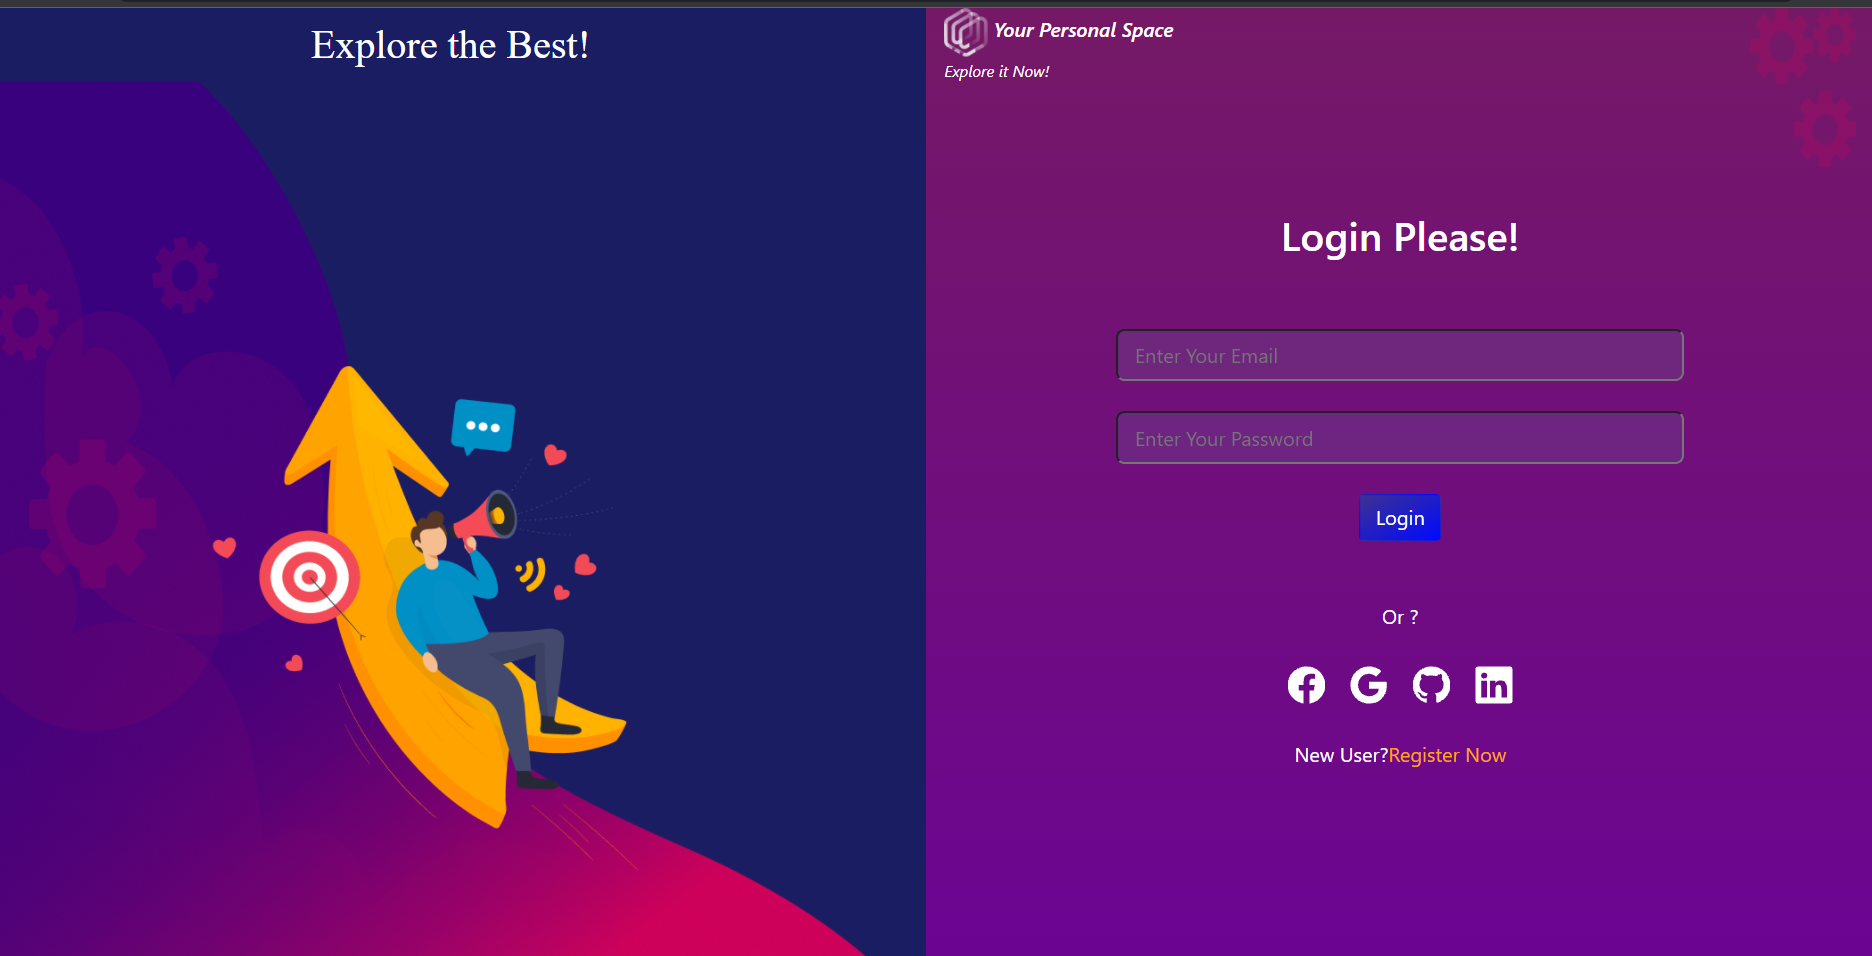 Explore the Best!
Your Personal Space
Explore it Now!
Login Please!
Enter Your Email
Enter Your Password
Login
Or ?
New User?Register Now